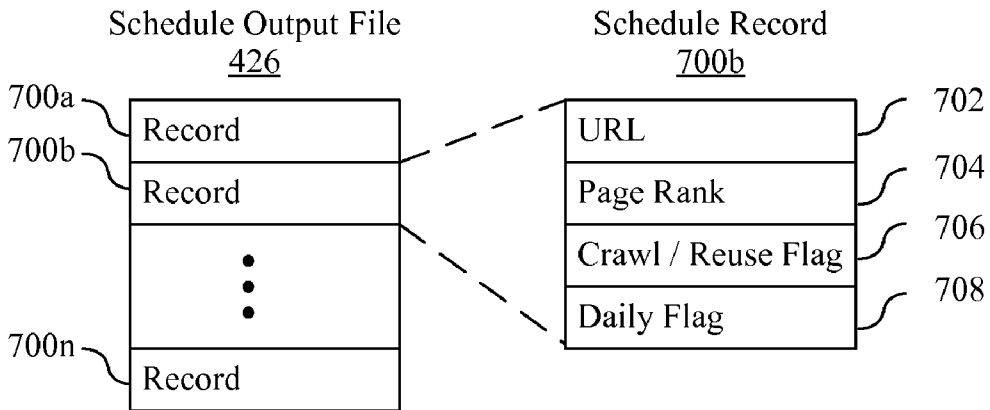 Schedule Output File
426
700a
Record
700b
Record
700n
Record
Schedule Record
700b
URL
702
Page Rank
704
Crawl / Reuse Flag
706
Daily Flag
708